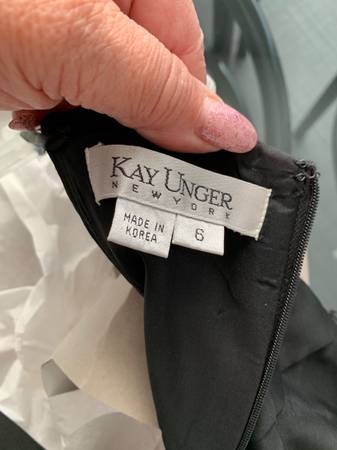 KAY UNGER
NEW YORK
MADE IN
KOREA
6